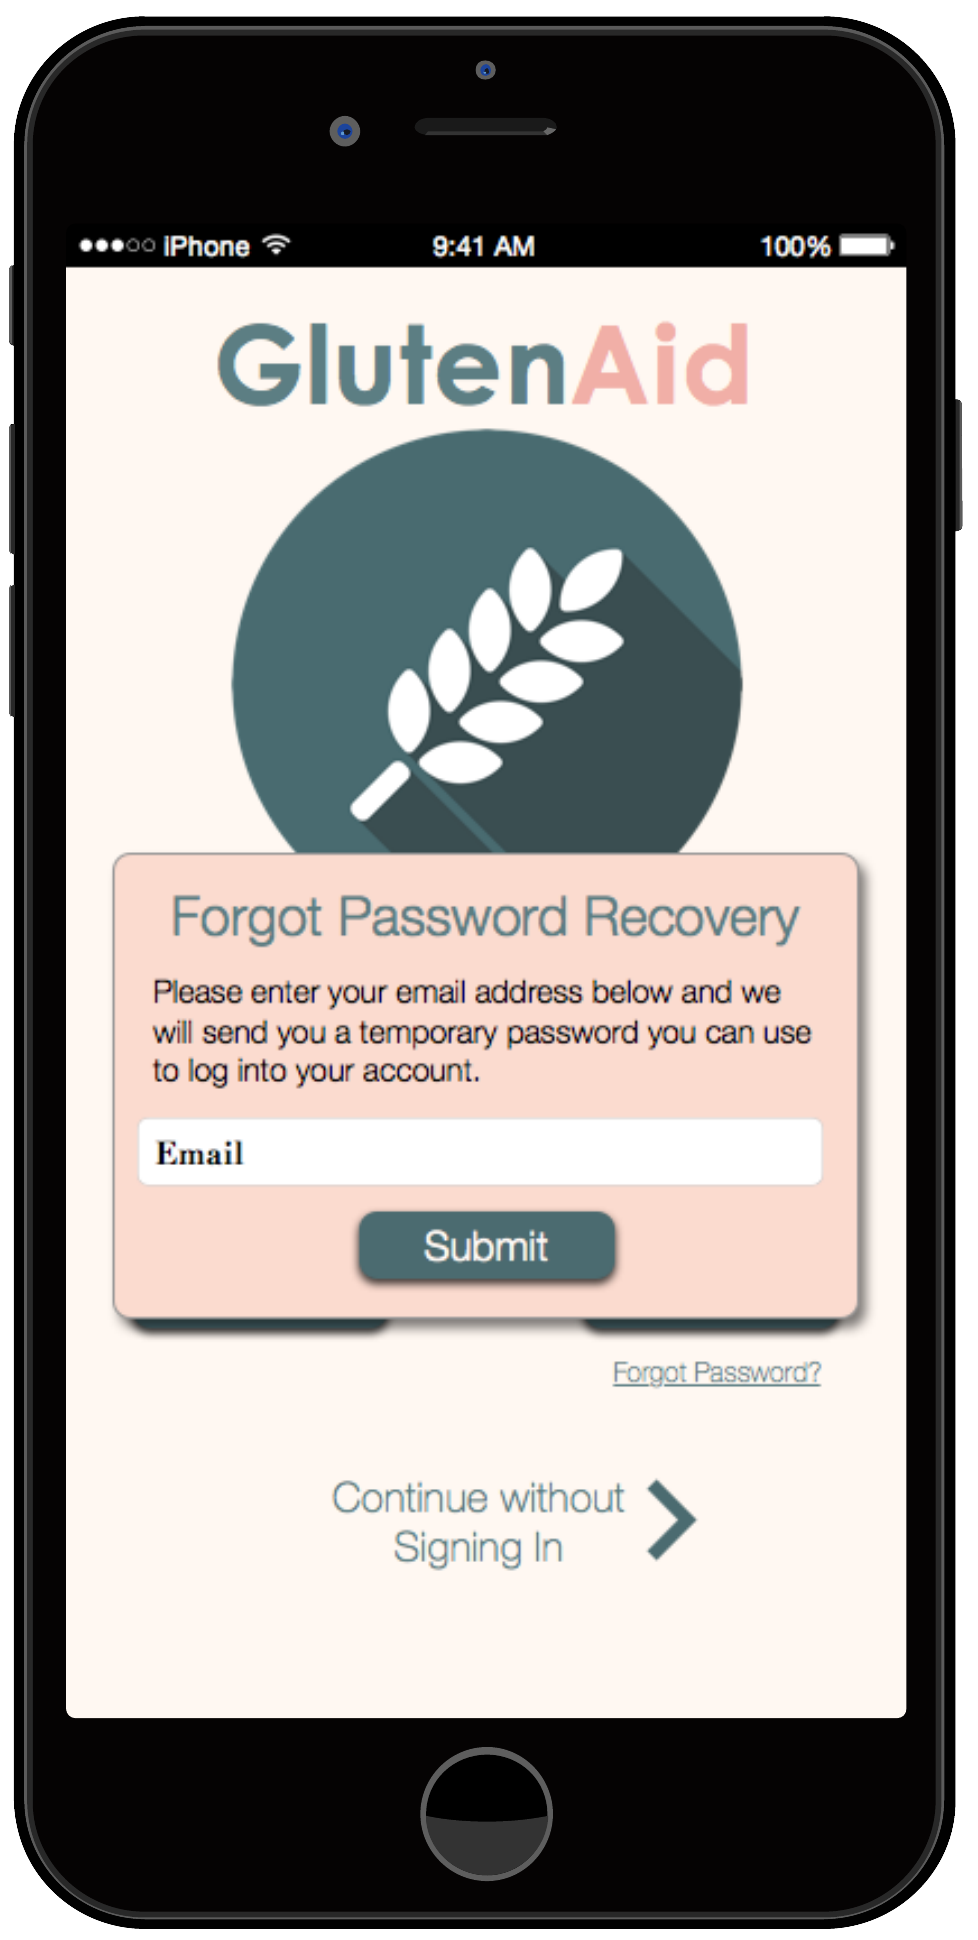 iPhone 9:41 AM 100%
GlutenAid
Forgot Password Recovery
Please enter your email address below and we
will send you a temporary password you can use
to log into your account.
Email
Submit
Forgot Password?
Continue without
Signing In